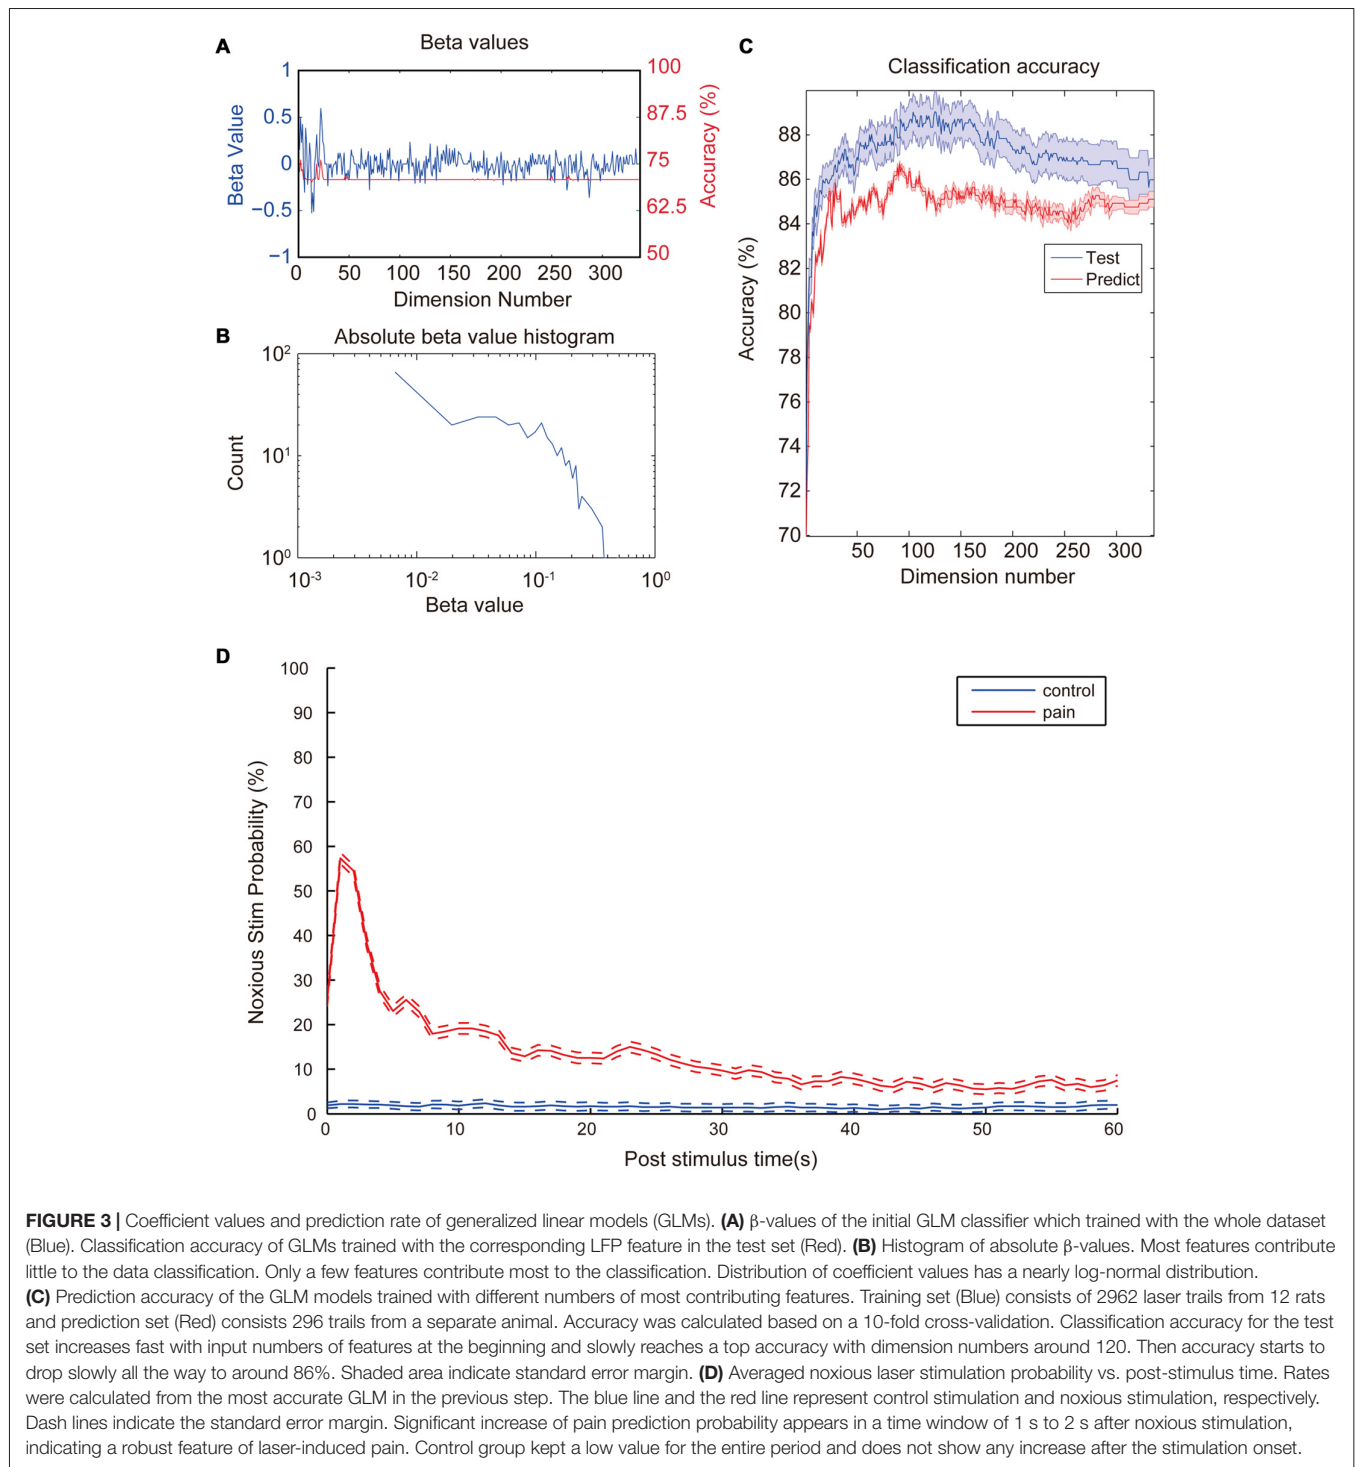 A
Beta values
1
0.5
0
−0.5
−1
Beta Value
100
87.5
75
62.5
50
Accuracy (%)
0 50 100 150 200 250 300
Dimension Number
B
Absolute beta value histogram
10²
10¹
10⁰
Count
10⁻³ 10⁻² 10⁻¹ 10⁰
Beta value
C
Classification accuracy
88
86
84
82
80
78
76
74
72
70
Accuracy (%)
Test
Predict
50 100 150 200 250 300
Dimension number
D
100
90
80
70
60
50
40
30
20
10
0
Noxious Stim Probability (%)
control
pain
0 10 20 30 40 50 60
Post stimulus time(s)
FIGURE 3 | Coefficient values and prediction rate of generalized linear models (GLMs). (A) β-values of the initial GLM classifier which trained with the whole dataset
(Blue). Classification accuracy of GLMs trained with the corresponding LFP feature in the test set (Red). (B) Histogram of absolute β-values. Most features contribute
little to the data classification. Only a few features contribute most to the classification. Distribution of coefficient values has a nearly log-normal distribution.
(C) Prediction accuracy of the GLM models trained with different numbers of most contributing features. Training set (Blue) consists of 2962 laser trails from 12 rats
and prediction set (Red) consists 296 trails from a separate animal. Accuracy was calculated based on a 10-fold cross-validation. Classification accuracy for the test
set increases fast with input numbers of features at the beginning and slowly reaches a top accuracy with dimension numbers around 120. Then accuracy starts to
drop slowly all the way to around 86%. Shaded area indicate standard error margin. (D) Averaged noxious laser stimulation probability vs. post-stimulus time. Rates
were calculated from the most accurate GLM in the previous step. The blue line and the red line represent control stimulation and noxious stimulation, respectively.
Dash lines indicate the standard error margin. Significant increase of pain prediction probability appears in a time window of 1 s to 2 s after noxious stimulation,
indicating a robust feature of laser-induced pain. Control group kept a low value for the entire period and does not show any increase after the stimulation onset.